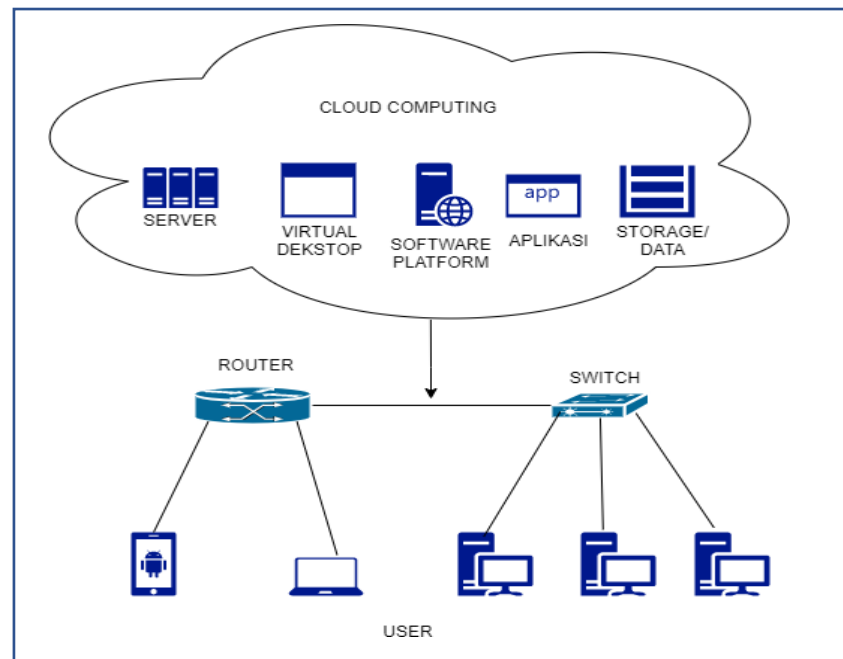 CLOUD COMPUTING
SERVER
VIRTUAL
DEKSTOP
SOFTWARE
PLATFORM
app
APLIKASI
STORAGE/
DATA
ROUTER
SWITCH
USER